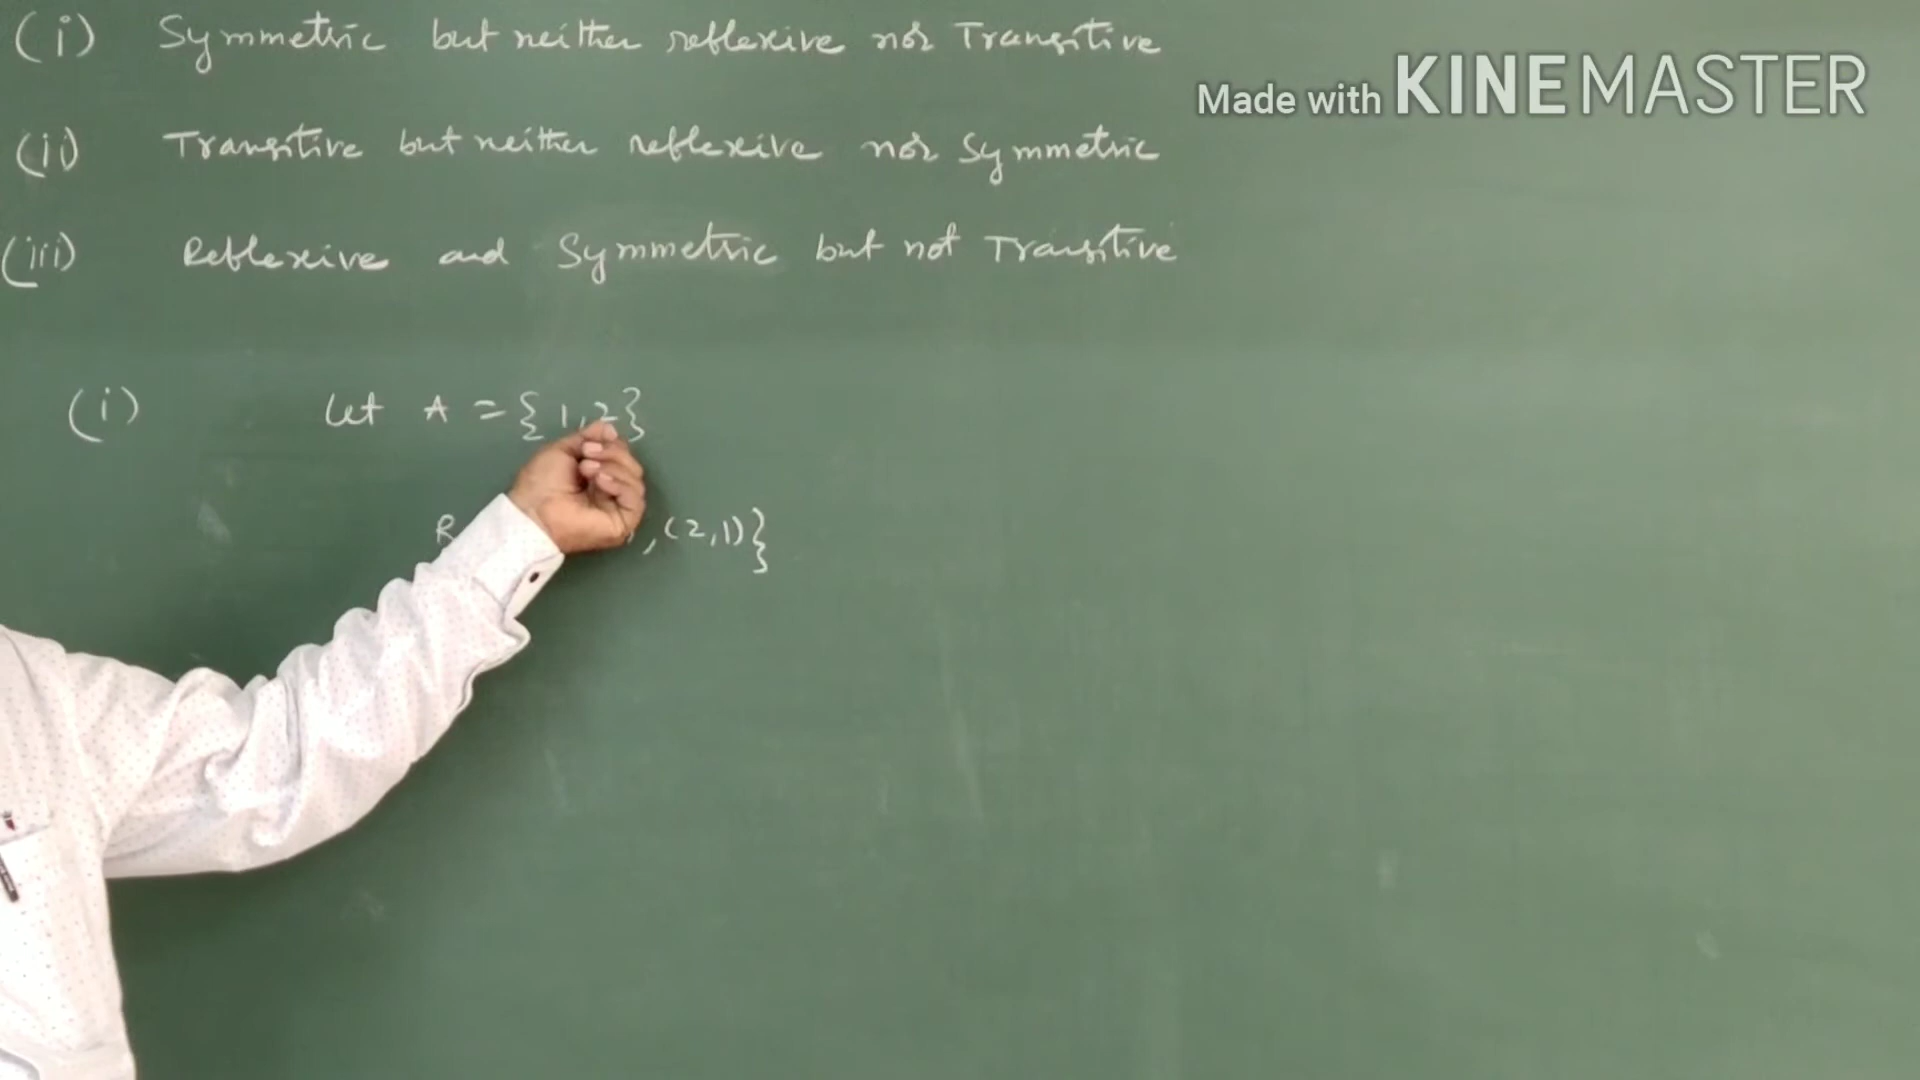 (i) Symmetric but neither reflexive nor Transitive
Made with KINEMASTER
(ii) Transitive but neither reflexive nor Symmetric
(iii) Reflexive and Symmetric but not Transitive
(i) Let A = {1,2}
R , (2,1)}